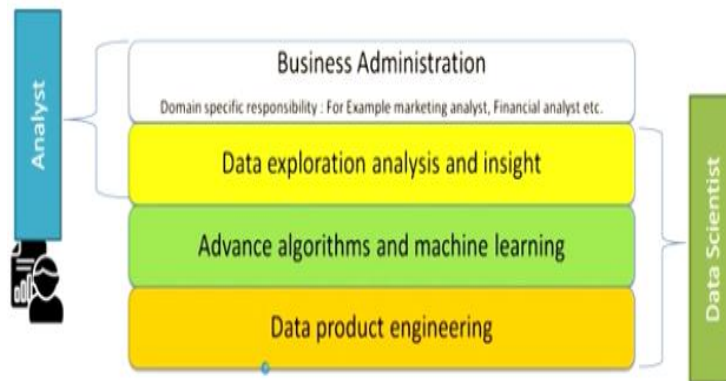 Analyst
Business Administration
Domain specific responsibility : For Example marketing analyst, Financial analyst etc.
Data exploration analysis and insight
Advance algorithms and machine learning
Data product engineering
Data Scientist